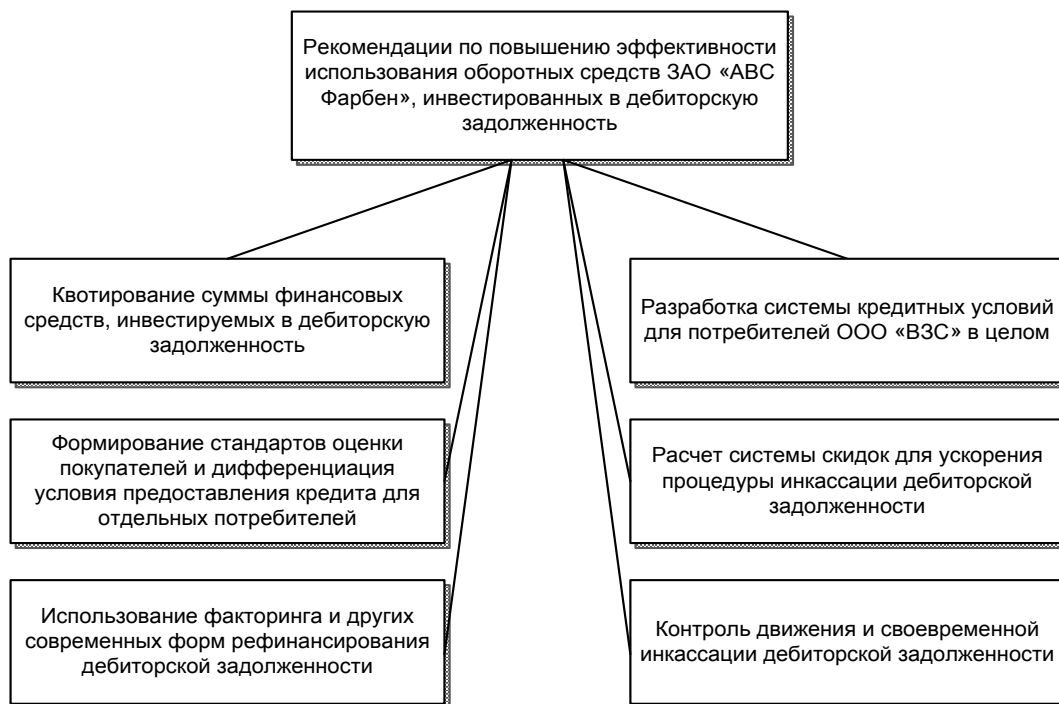 Рекомендации по повышению эффективности
использования оборотных средств ЗАО «АВС
Фарбен», инвестированных в дебиторскую
задолженность
Квотирование суммы финансовых
средств, инвестируемых в дебиторскую
задолженность
Разработка системы кредитных условий
для потребителей ООО «ВЗС» в целом
Формирование стандартов оценки
покупателей и дифференциация
условия предоставления кредита для
отдельных потребителей
Расчет системы скидок для ускорения
процедуры инкассации дебиторской
задолженности
Использование факторинга и других
современных форм рефинансирования
дебиторской задолженности
Контроль движения и своевременной
инкассации дебиторской задолженности